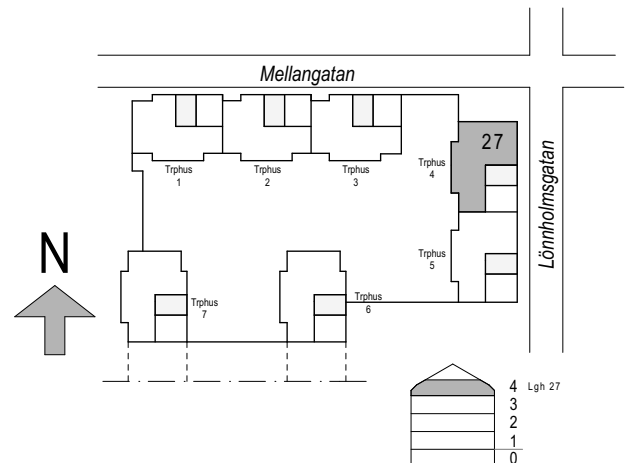 Mellangatan
27
Trphus
1
Trphus
2
Trphus
3
Trphus
4
Lönnholmsgatan
Trphus
5
N
Trphus
7
Trphus
6
4 Lgh 27
3
2
1
0